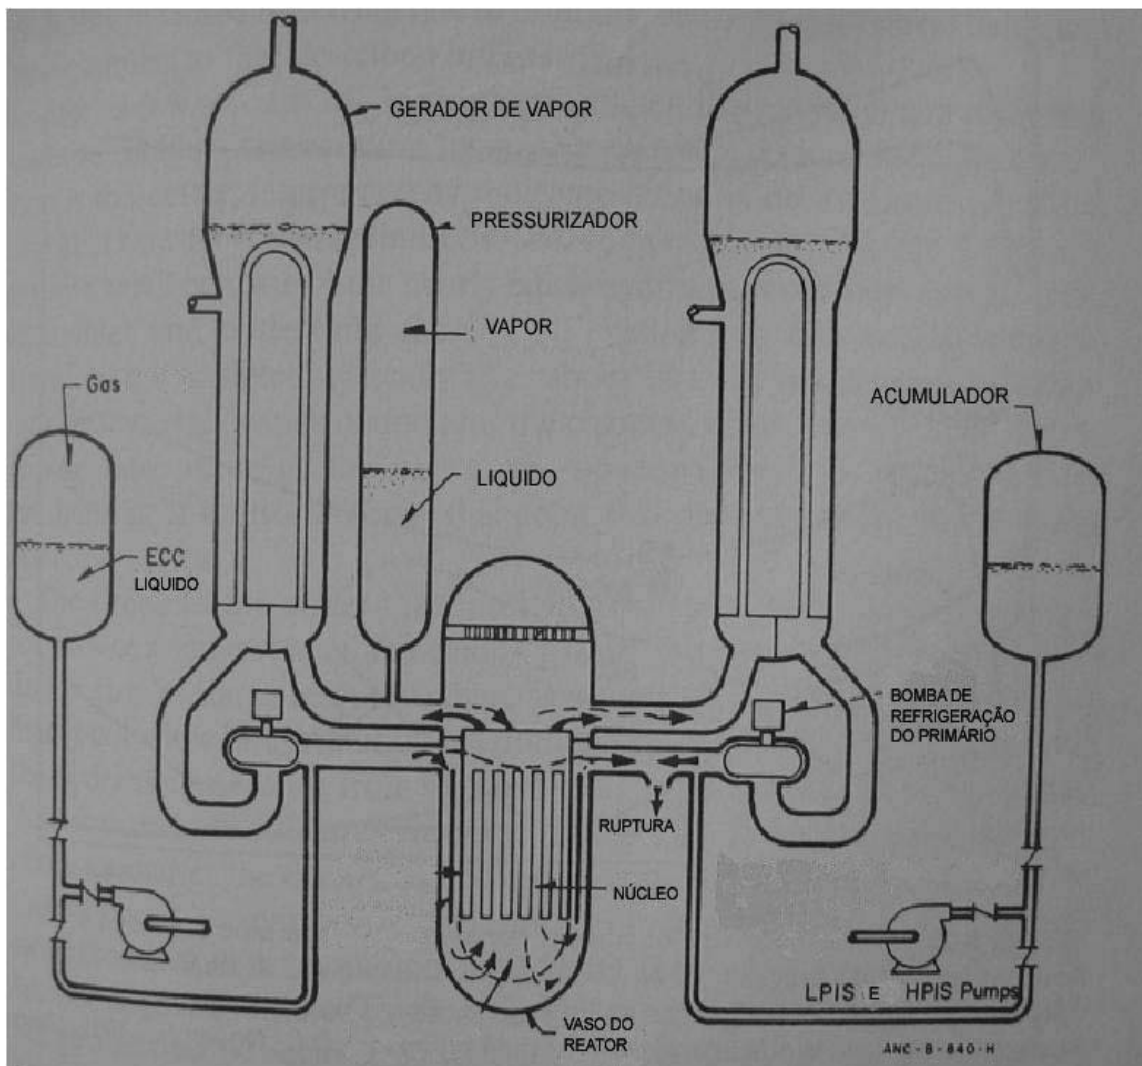 GERADOR DE VAPOR
PRESSURIZADOR
VAPOR
Gas
ACUMULADOR
LIQUIDO
ECC
LIQUIDO
BOMBA DE
REFRIGERAÇÃO
DO PRIMÁRIO
RUPTURA
NÚCLEO
LPIS E HPIS Pumps
VASO DO
REATOR
ANC-B-840-H